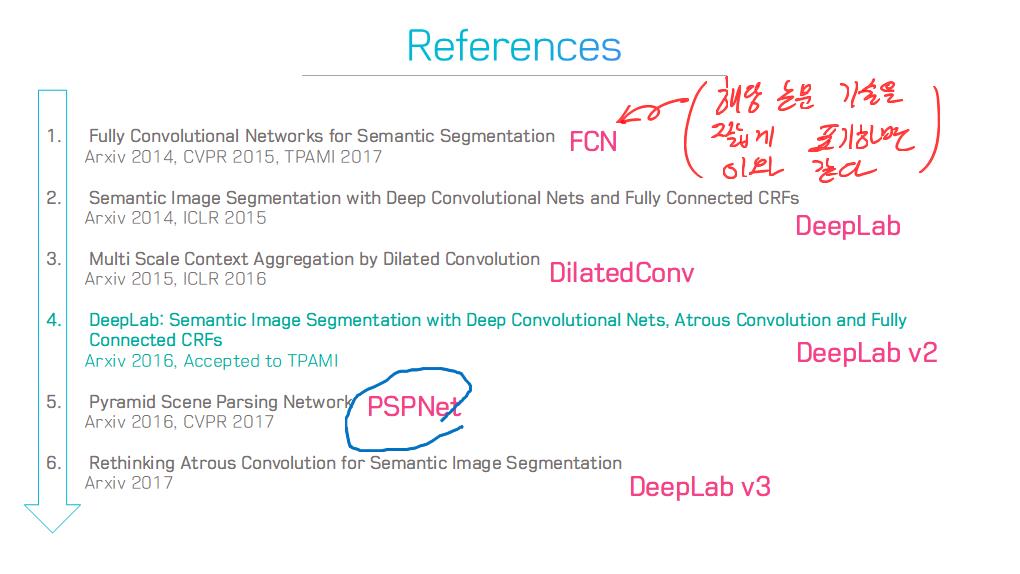 References
1. Fully Convolutional Networks for Semantic Segmentation
Arxiv 2014, CVPR 2015, TPAMI 2017
FCN
( 해당 논문 기술을
짧게 표기하면
이와 같다 )
2. Semantic Image Segmentation with Deep Convolutional Nets and Fully Connected CRFs
Arxiv 2014, ICLR 2015
DeepLab
3. Multi Scale Context Aggregation by Dilated Convolution
Arxiv 2015, ICLR 2016
DilatedConv
4. DeepLab: Semantic Image Segmentation with Deep Convolutional Nets, Atrous Convolution and Fully
Connected CRFs
Arxiv 2016, Accepted to TPAMI
DeepLab v2
5. Pyramid Scene Parsing Network
Arxiv 2016, CVPR 2017
PSPNet
6. Rethinking Atrous Convolution for Semantic Image Segmentation
Arxiv 2017
DeepLab v3